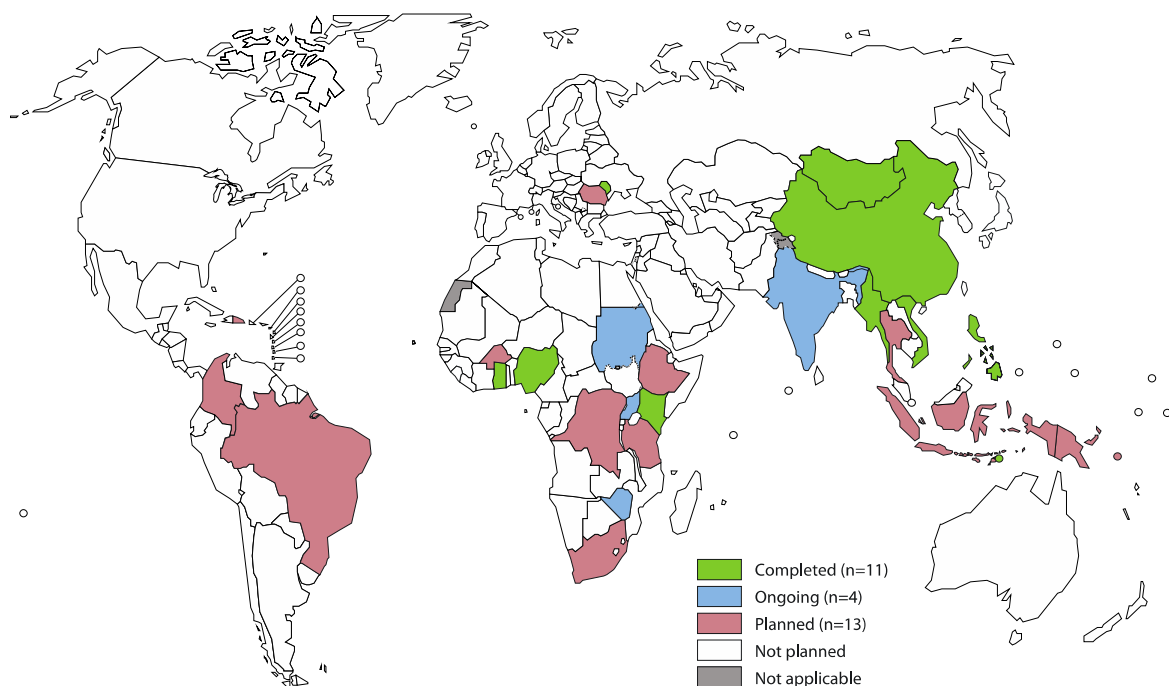 Completed (n=11)
Ongoing (n=4)
Planned (n=13)
Not planned
Not applicable